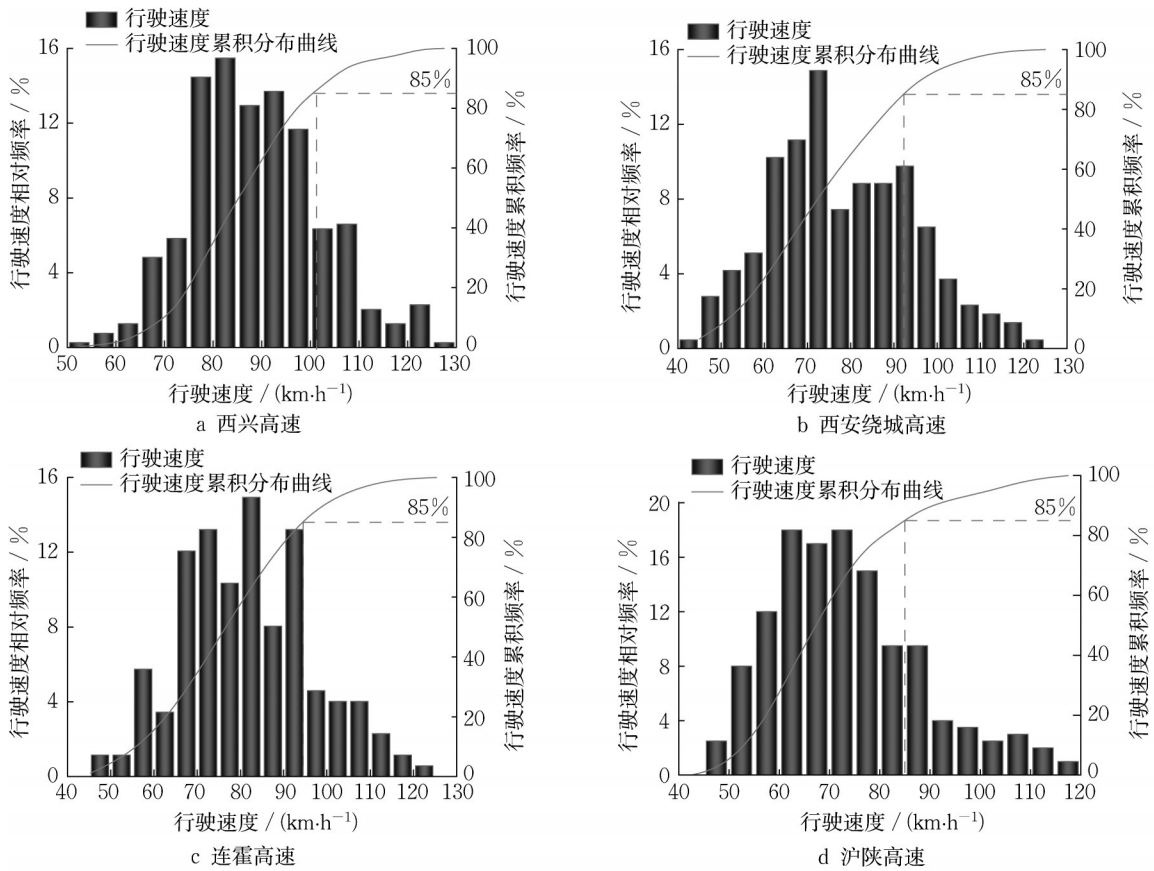 行驶速度
行驶速度累积分布曲线
行驶速度相对频率 / %
16
12
8
4
0
85%
100
80
60
40
20
0
行驶速度累积频率 / %
50 60 70 80 90 100 110 120 130
行驶速度 / (km·h⁻¹)
a 西兴高速
行驶速度
行驶速度累积分布曲线
行驶速度相对频率 / %
16
12
8
4
0
85%
100
80
60
40
20
0
行驶速度累积频率 / %
40 50 60 70 80 90 100 110 120 130
行驶速度 / (km·h⁻¹)
b 西安绕城高速
行驶速度
行驶速度累积分布曲线
行驶速度相对频率 / %
16
12
8
4
0
85%
100
80
60
40
20
0
行驶速度累积频率 / %
40 50 60 70 80 90 100 110 120 130
行驶速度 / (km·h⁻¹)
c 连霍高速
行驶速度
行驶速度累积分布曲线
行驶速度相对频率 / %
20
16
12
8
4
0
85%
100
80
60
40
20
0
行驶速度累积频率 / %
40 50 60 70 80 90 100 110 120
行驶速度 / (km·h⁻¹)
d 沪陕高速